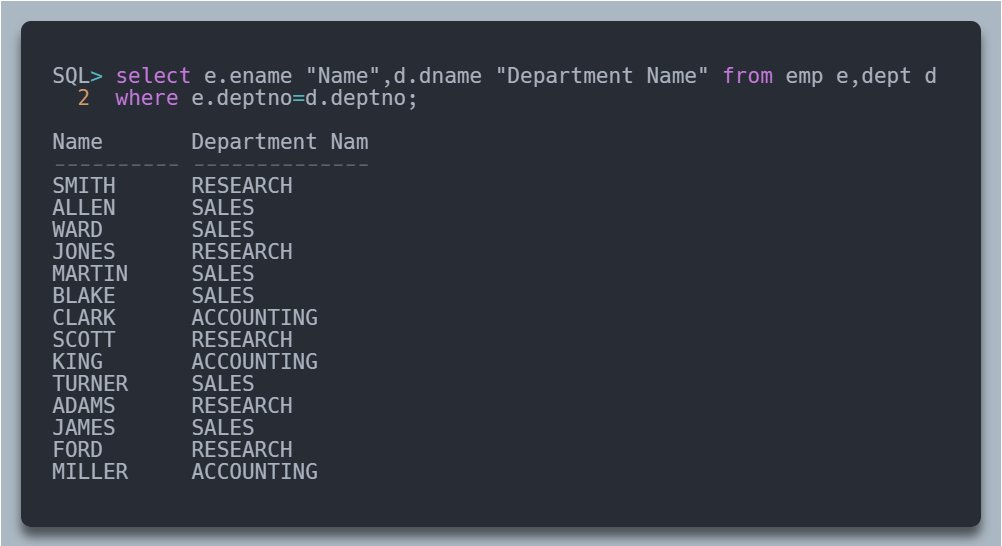 SQL> select e.ename "Name",d.dname "Department Name" from emp e,dept d
  2  where e.deptno=d.deptno;
Name       Department Nam
---------- --------------
SMITH      RESEARCH
ALLEN      SALES
WARD       SALES
JONES      RESEARCH
MARTIN     SALES
BLAKE      SALES
CLARK      ACCOUNTING
SCOTT      RESEARCH
KING       ACCOUNTING
TURNER     SALES
ADAMS      RESEARCH
JAMES      SALES
FORD       RESEARCH
MILLER     ACCOUNTING